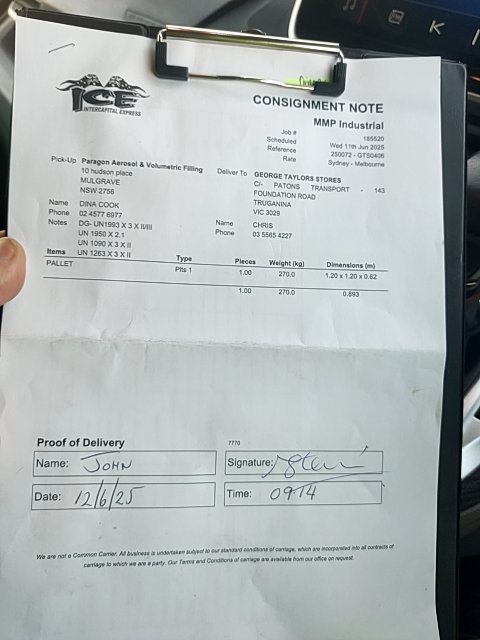 ICE
INTERCAPITAL EXPRESS
CONSIGNMENT NOTE
MMP Industrial
Job # 185520
Scheduled Wed 11th Jun 2025
Reference 250072 - GTS0406
Rate Sydney - Melbourne
Pick-Up Paragon Aerosol & Volumetric Filling
10 hudson place
MULGRAVE
NSW 2756
Name DINA COOK
Phone 02 4577 6977
Notes DG- UN1993 X 3 X II/III
UN 1950 X 2.1
UN 1090 X 3 X II
UN 1263 X 3 X II
Deliver To GEORGE TAYLORS STORES
C/- PATONS TRANSPORT - 143
FOUNDATION ROAD
TRUGANINA
VIC 3029
Name CHRIS
Phone 03 5565 4227
Items Type Pieces Weight (kg) Dimensions (m)
PALLET Plts 1 1.00 270.0 1.20 x 1.20 x 0.62
1.00 270.0 0.893
Proof of Delivery
7770
Name: JOHN
Signature:
Date: 12/6/25
Time: 0914
We are not a Common Carrier. All business is undertaken subject to our standard conditions of carriage, which are incorporated into all contracts of
carriage to which we are a party. Our Terms and Conditions of carriage are available from our office on request.